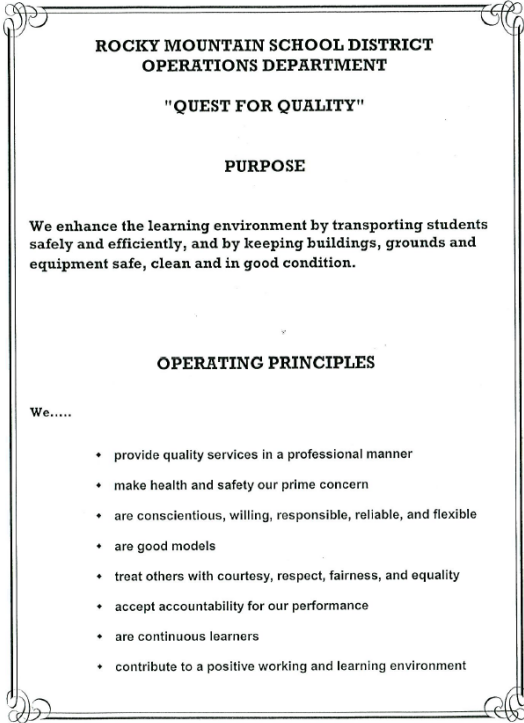 ROCKY MOUNTAIN SCHOOL DISTRICT
OPERATIONS DEPARTMENT
"QUEST FOR QUALITY"
PURPOSE
We enhance the learning environment by transporting students
safely and efficiently, and by keeping buildings, grounds and
equipment safe, clean and in good condition.
OPERATING PRINCIPLES
We.....
• provide quality services in a professional manner
• make health and safety our prime concern
• are conscientious, willing, responsible, reliable, and flexible
• are good models
• treat others with courtesy, respect, fairness, and equality
• accept accountability for our performance
• are continuous learners
• contribute to a positive working and learning environment